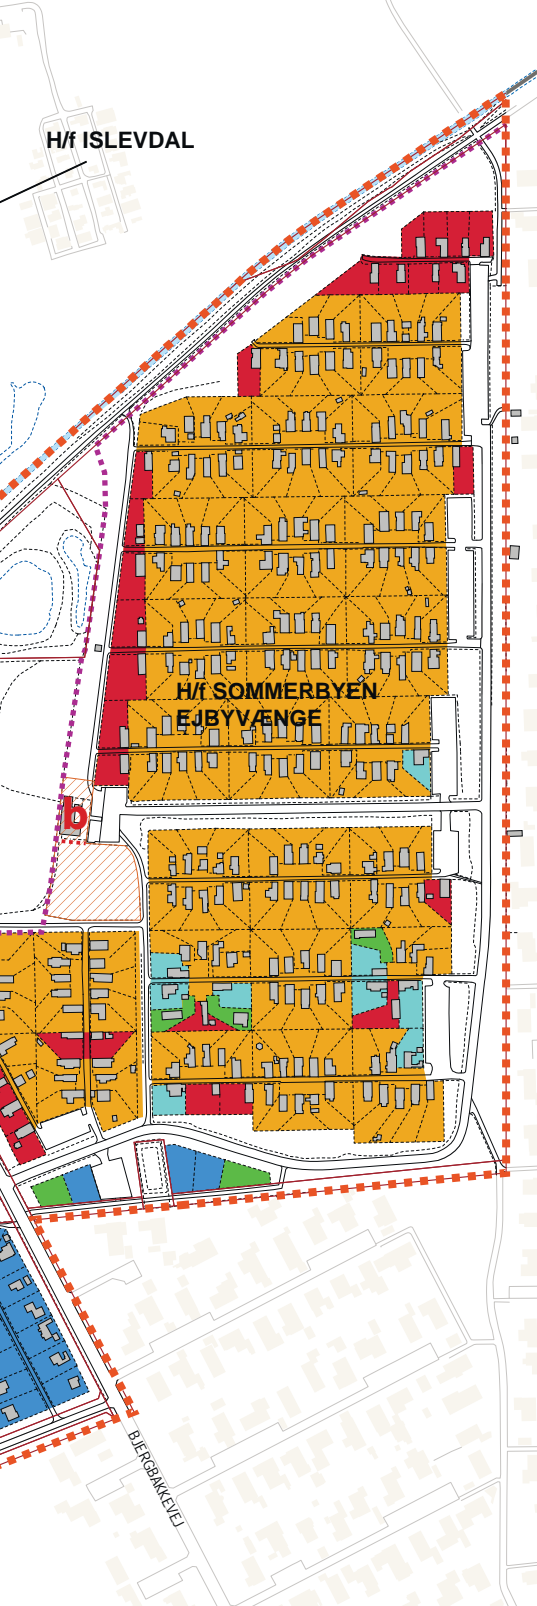 H/f ISLEVDAL
H/f SOMMERBYEN
EJBYVÆNGE
b
BJERGBAKKEVEJ